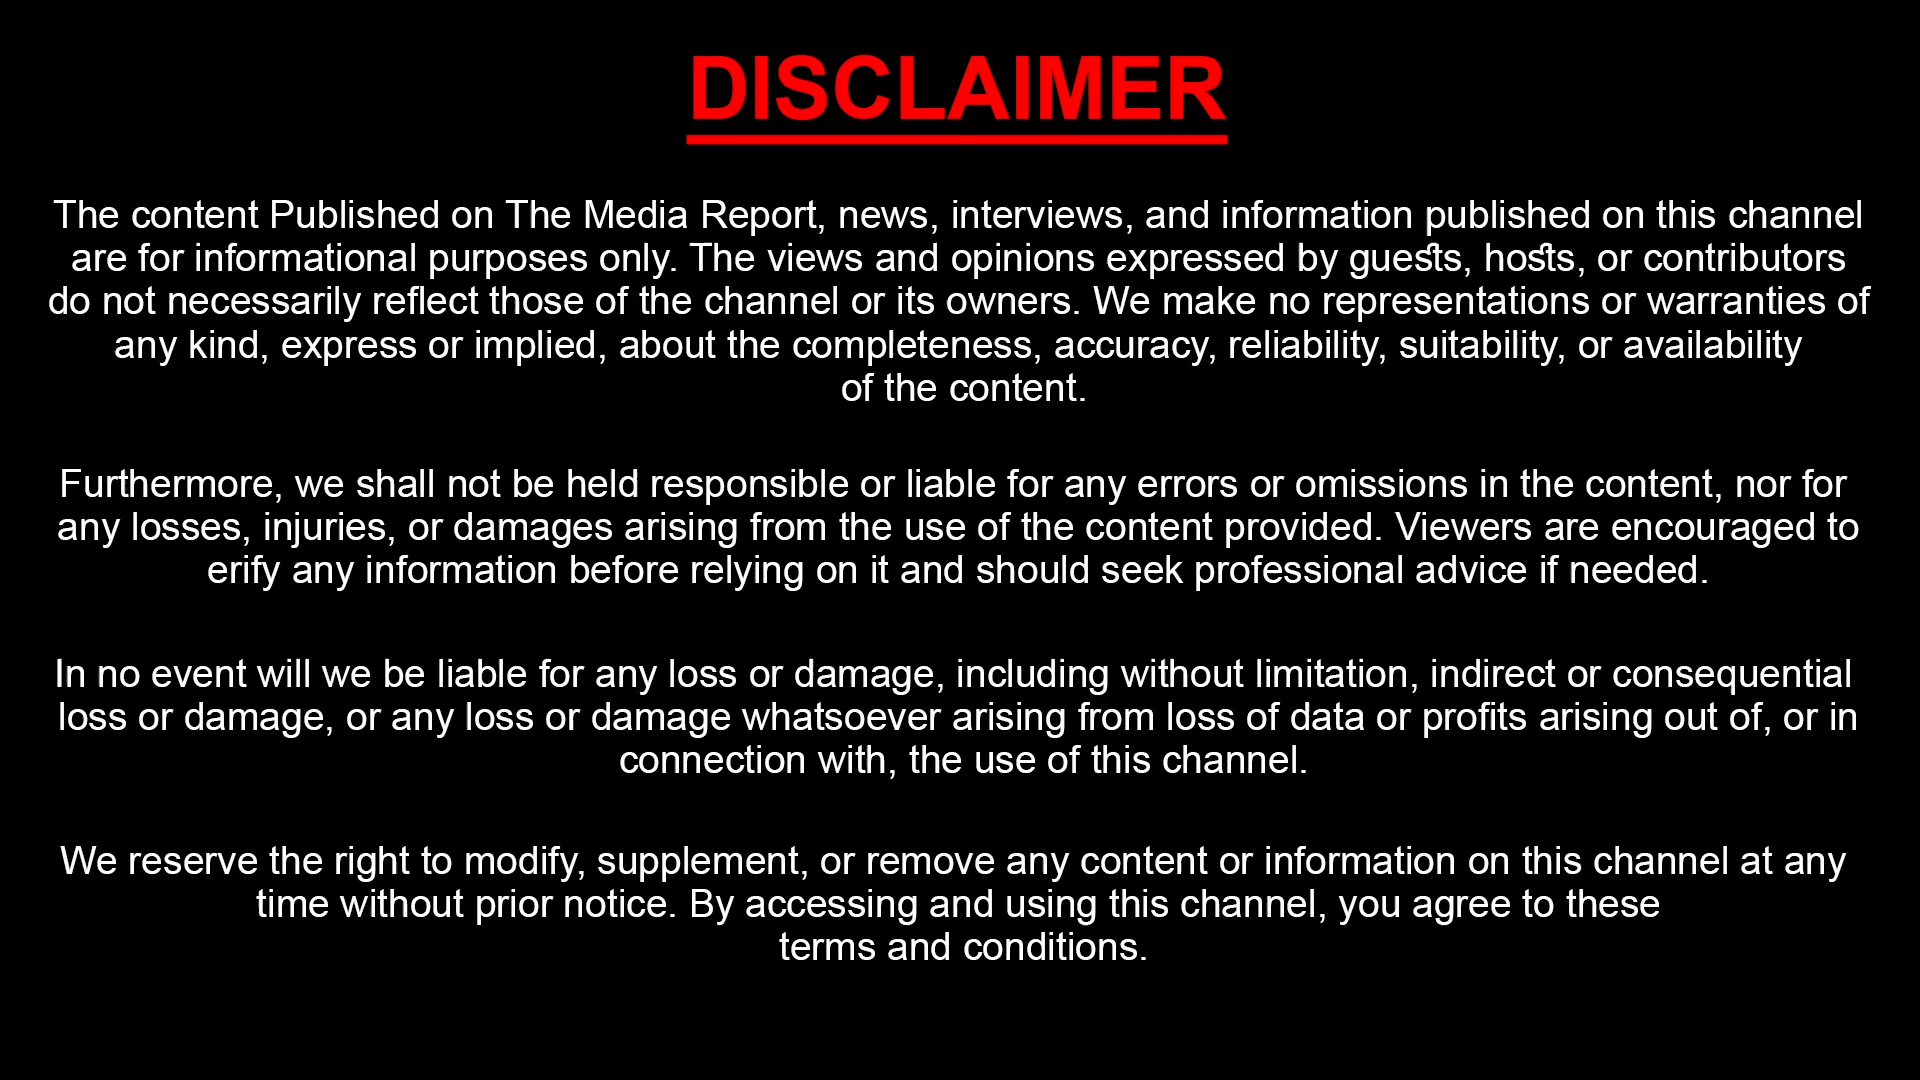 DISCLAIMER
The content Published on The Media Report, news, interviews, and information published on this channel
are for informational purposes only. The views and opinions expressed by guests, hosts, or contributors
do not necessarily reflect those of the channel or its owners. We make no representations or warranties of
any kind, express or implied, about the completeness, accuracy, reliability, suitability, or availability
of the content.
Furthermore, we shall not be held responsible or liable for any errors or omissions in the content, nor for
any losses, injuries, or damages arising from the use of the content provided. Viewers are encouraged to
erify any information before relying on it and should seek professional advice if needed.
In no event will we be liable for any loss or damage, including without limitation, indirect or consequential
loss or damage, or any loss or damage whatsoever arising from loss of data or profits arising out of, or in
connection with, the use of this channel.
We reserve the right to modify, supplement, or remove any content or information on this channel at any
time without prior notice. By accessing and using this channel, you agree to these
terms and conditions.